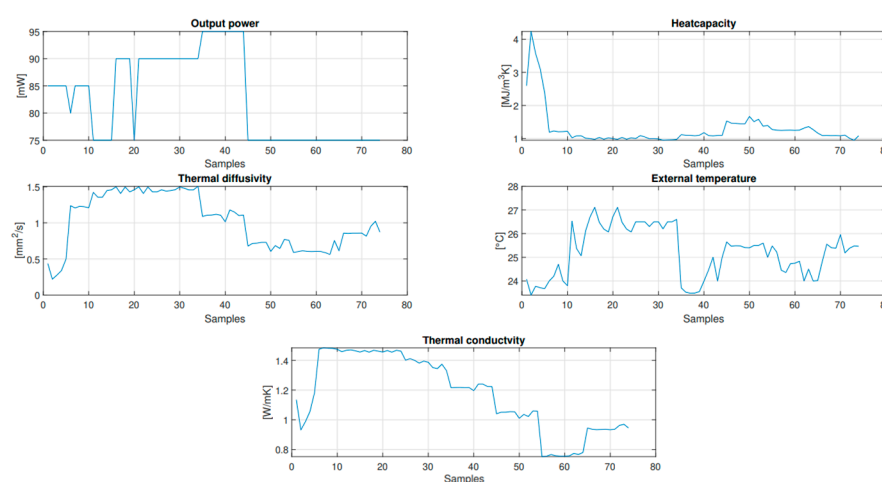 Output power
95
90
85
80
75
[mW]
0 10 20 30 40 50 60 70 80
Samples
Heatcapacity
4
3
2
1
[MJ/m³K]
0 10 20 30 40 50 60 70
Samples
Thermal diffusivity
1.5
1
0.5
0
[mm²/s]
0 10 20 30 40 50 60 70 80
Samples
External temperature
28
27
26
25
24
[°C]
0 10 20 30 40 50 60 70
Samples
Thermal conductvity
1.4
1.2
1
0.8
[W/mK]
0 10 20 30 40 50 60 70 80
Samples